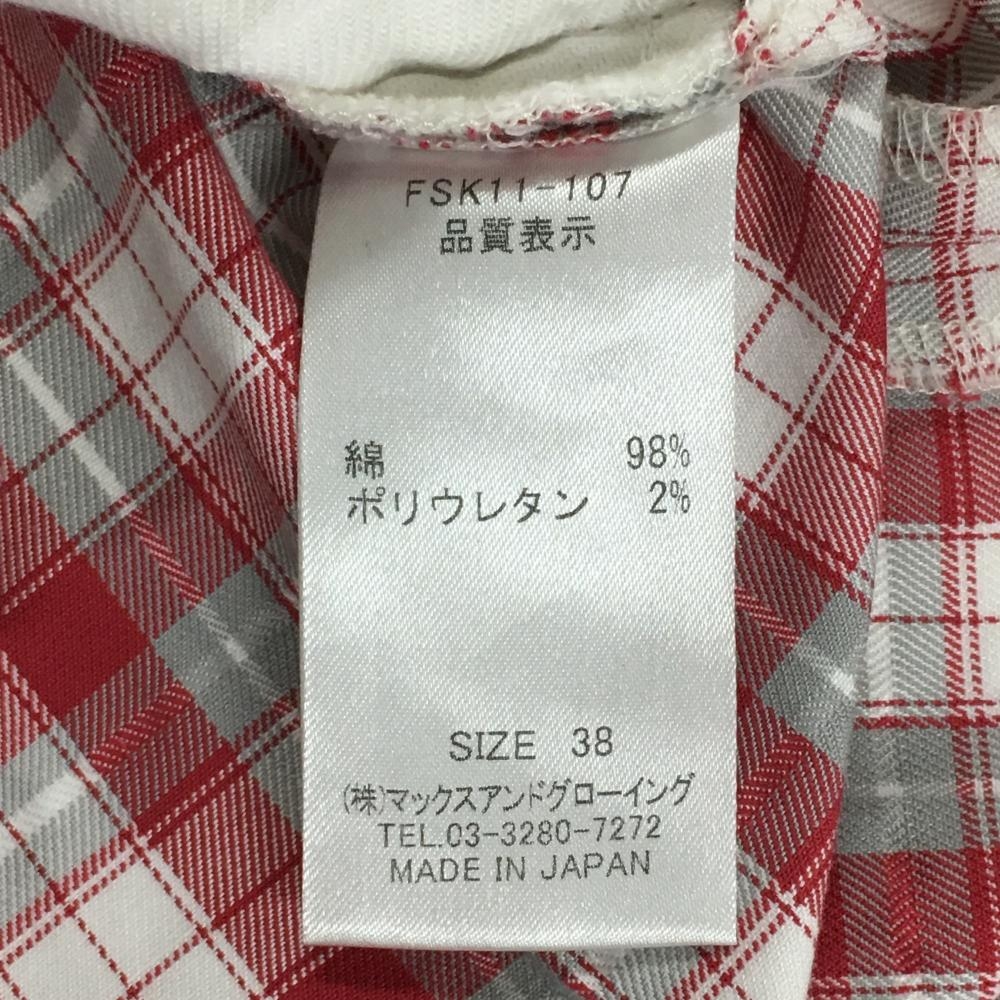 FSK11-107
品質表示
綿 98%
ポリウレタン 2%
SIZE 38
(株)マックスアンドグローイング
TEL.03-3280-7272
MADE IN JAPAN